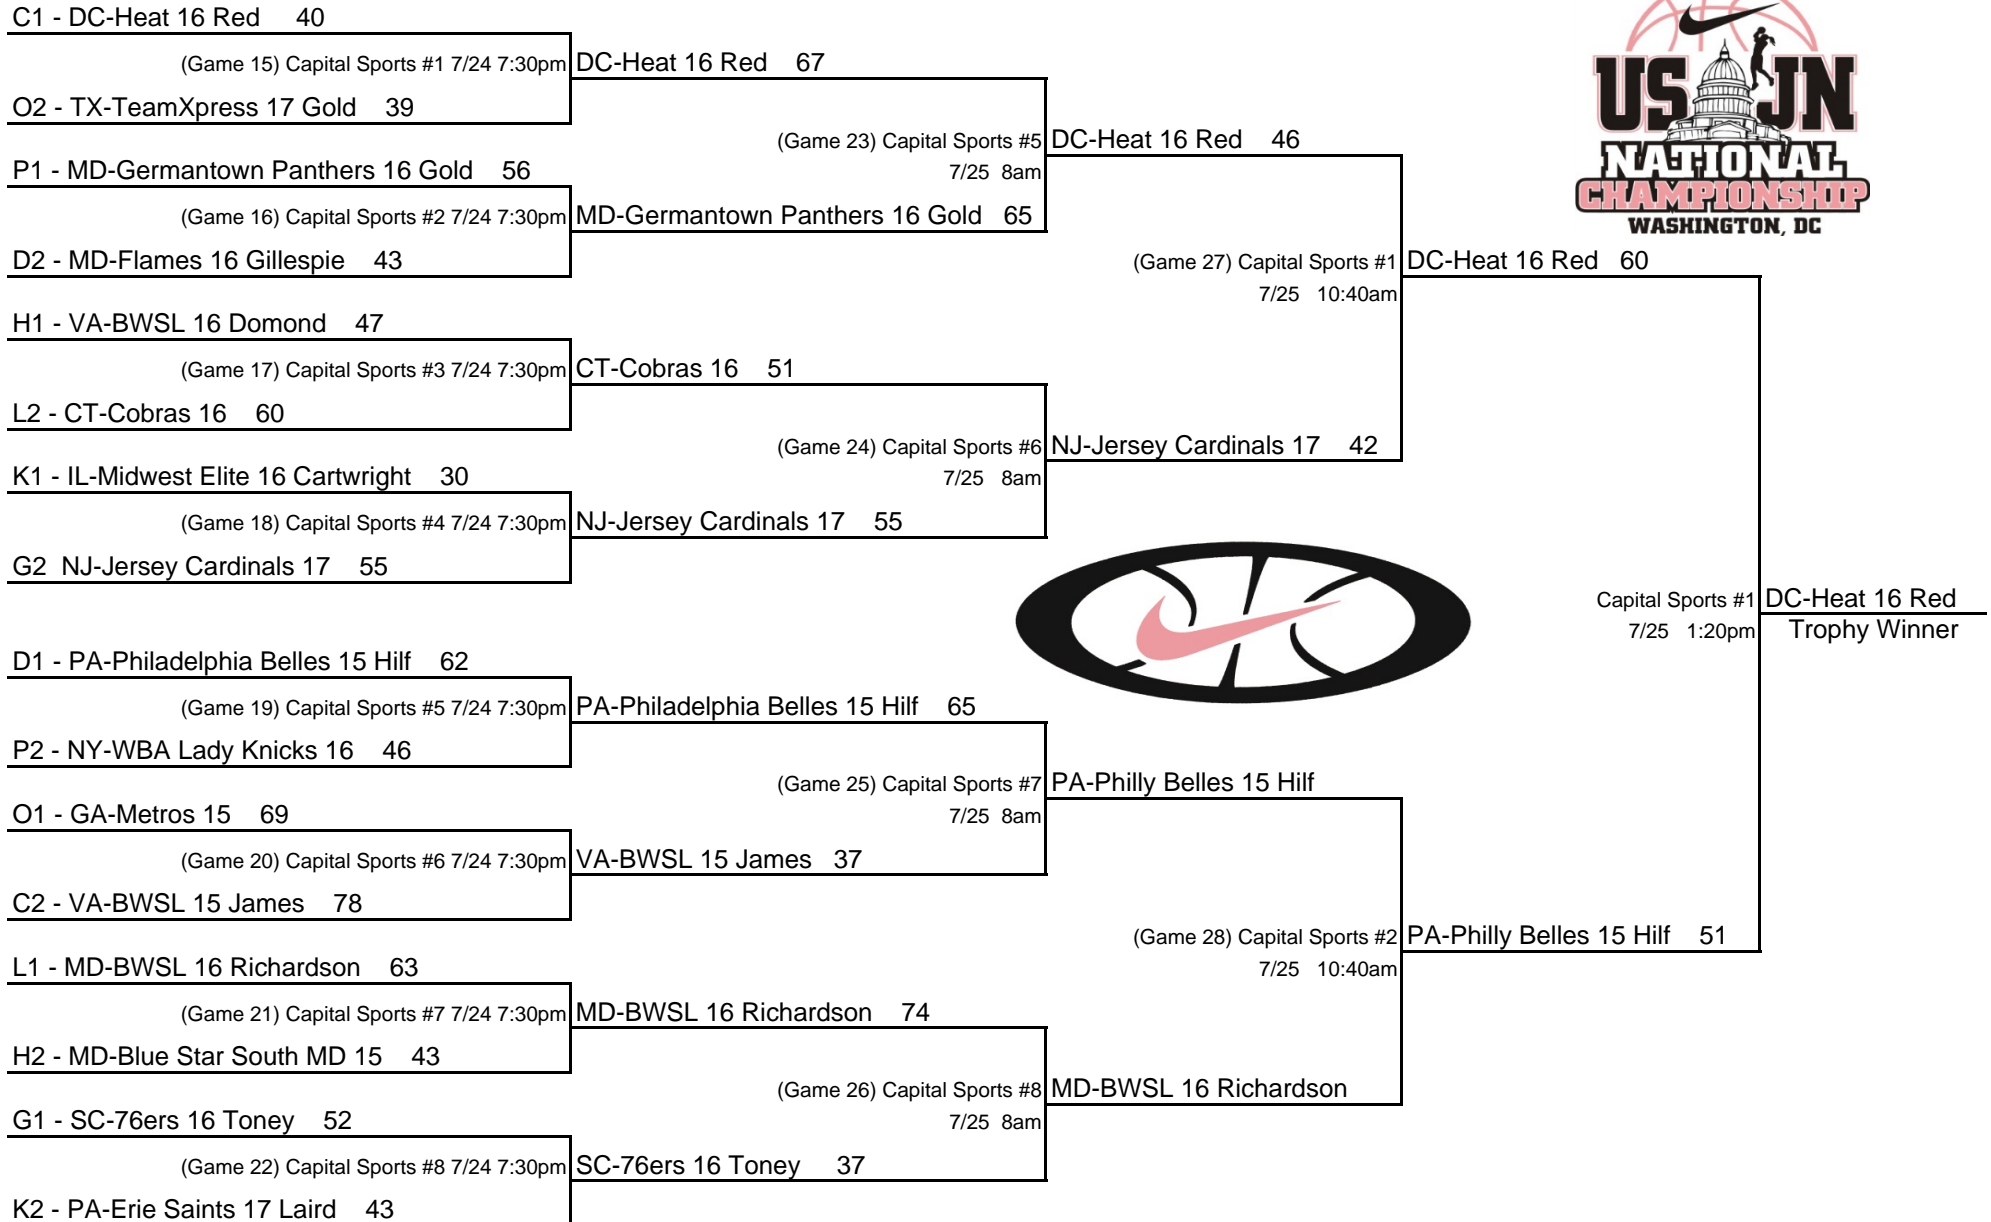 C1 - DC-Heat 16 Red 40
(Game 15) Capital Sports #1 7/24 7:30pm
DC-Heat 16 Red 67
O2 - TX-TeamXpress 17 Gold 39
(Game 23) Capital Sports #5
7/25 8am
DC-Heat 16 Red 46
P1 - MD-Germantown Panthers 16 Gold 56
(Game 16) Capital Sports #2 7/24 7:30pm
MD-Germantown Panthers 16 Gold 65
D2 - MD-Flames 16 Gillespie 43
(Game 27) Capital Sports #1
7/25 10:40am
DC-Heat 16 Red 60
H1 - VA-BWSL 16 Domond 47
(Game 17) Capital Sports #3 7/24 7:30pm
CT-Cobras 16 51
L2 - CT-Cobras 16 60
(Game 24) Capital Sports #6
7/25 8am
NJ-Jersey Cardinals 17 42
K1 - IL-Midwest Elite 16 Cartwright 30
(Game 18) Capital Sports #4 7/24 7:30pm
NJ-Jersey Cardinals 17 55
G2 NJ-Jersey Cardinals 17 55
Capital Sports #1
7/25 1:20pm
DC-Heat 16 Red
Trophy Winner
D1 - PA-Philadelphia Belles 15 Hilf 62
(Game 19) Capital Sports #5 7/24 7:30pm
PA-Philadelphia Belles 15 Hilf 65
P2 - NY-WBA Lady Knicks 16 46
(Game 25) Capital Sports #7
7/25 8am
PA-Philly Belles 15 Hilf
O1 - GA-Metros 15 69
(Game 20) Capital Sports #6 7/24 7:30pm
VA-BWSL 15 James 37
C2 - VA-BWSL 15 James 78
(Game 28) Capital Sports #2
7/25 10:40am
PA-Philly Belles 15 Hilf 51
L1 - MD-BWSL 16 Richardson 63
(Game 21) Capital Sports #7 7/24 7:30pm
MD-BWSL 16 Richardson 74
H2 - MD-Blue Star South MD 15 43
(Game 26) Capital Sports #8
7/25 8am
MD-BWSL 16 Richardson
G1 - SC-76ers 16 Toney 52
(Game 22) Capital Sports #8 7/24 7:30pm
SC-76ers 16 Toney 37
K2 - PA-Erie Saints 17 Laird 43
USJN
NATIONAL
CHAMPIONSHIP
WASHINGTON, DC